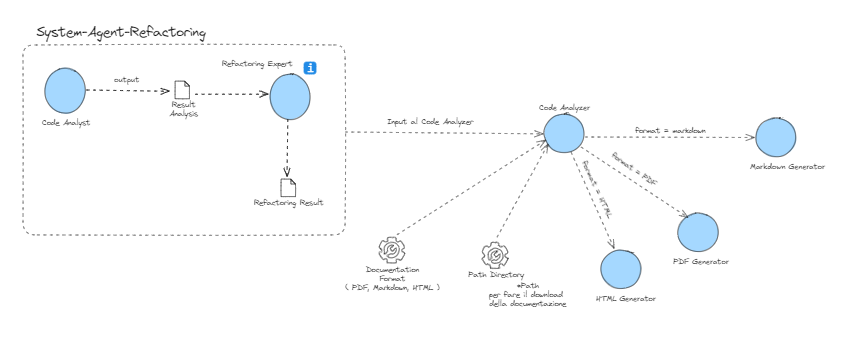 System-Agent-Refactoring
Refactoring Expert
i
output
Code Analyst
Result
Analysis
Refactoring Result
Input al Code Analyzer
Code Analyzer
format = markdown
Markdown Generator
format = PDF
format = HTML
PDF Generator
HTML Generator
Documentation
Format
( PDF, Markdown, HTML )
Path Directory
*Path
per fare il download
della documentazione